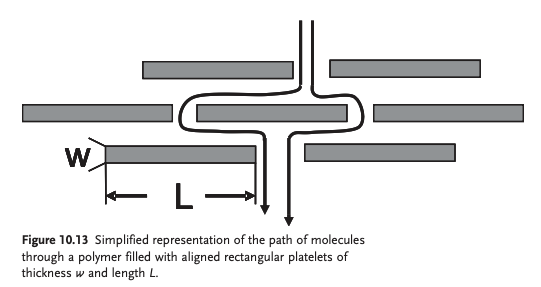 W
L
Figure 10.13 Simplified representation of the path of molecules
through a polymer filled with aligned rectangular platelets of
thickness w and length L.